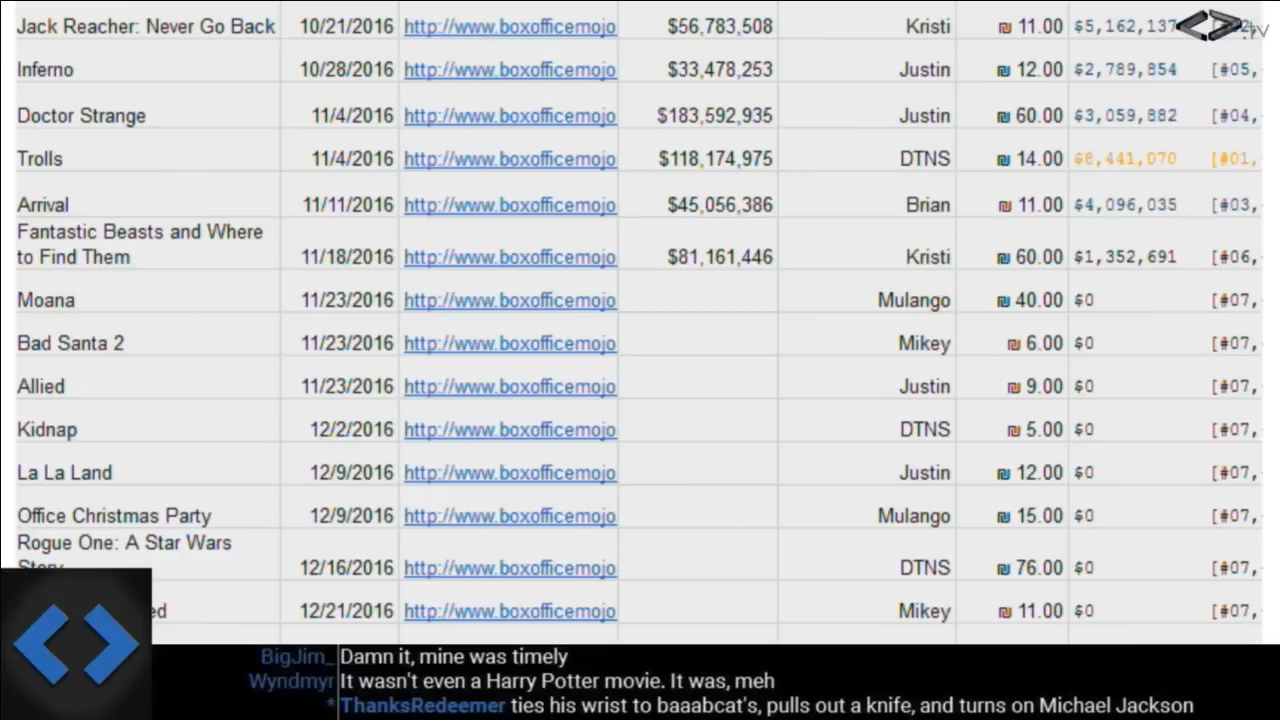 Jack Reacher: Never Go Back 10/21/2016 http://www.boxofficemojo $56,783,508 Kristi ₪ 11.00 $5,162,137
.tv
Inferno 10/28/2016 http://www.boxofficemojo $33,478,253 Justin ₪ 12.00 $2,789,854 [#05,
Doctor Strange 11/4/2016 http://www.boxofficemojo $183,592,935 Justin ₪ 60.00 $3,059,882 [#04,
Trolls 11/4/2016 http://www.boxofficemojo $118,174,975 DTNS ₪ 14.00 $8,441,070 [#01,
Arrival 11/11/2016 http://www.boxofficemojo $45,056,386 Brian ₪ 11.00 $4,096,035 [#03,
Fantastic Beasts and Where
to Find Them 11/18/2016 http://www.boxofficemojo $81,161,446 Kristi ₪ 60.00 $1,352,691 [#06,
Moana 11/23/2016 http://www.boxofficemojo Mulango ₪ 40.00 $0 [#07,
Bad Santa 2 11/23/2016 http://www.boxofficemojo Mikey ₪ 6.00 $0 [#07,
Allied 11/23/2016 http://www.boxofficemojo Justin ₪ 9.00 $0 [#07,
Kidnap 12/2/2016 http://www.boxofficemojo DTNS ₪ 5.00 $0 [#07,
La La Land 12/9/2016 http://www.boxofficemojo Justin ₪ 12.00 $0 [#07,
Office Christmas Party 12/9/2016 http://www.boxofficemojo Mulango ₪ 15.00 $0 [#07,
Rogue One: A Star Wars
Story 12/16/2016 http://www.boxofficemojo DTNS ₪ 76.00 $0 [#07,
ed 12/21/2016 http://www.boxofficemojo Mikey ₪ 11.00 $0 [#07,
BigJim_ Damn it, mine was timely
Wyndmyr It wasn't even a Harry Potter movie. It was, meh
* ThanksRedeemer ties his wrist to baaabcat's, pulls out a knife, and turns on Michael Jackson